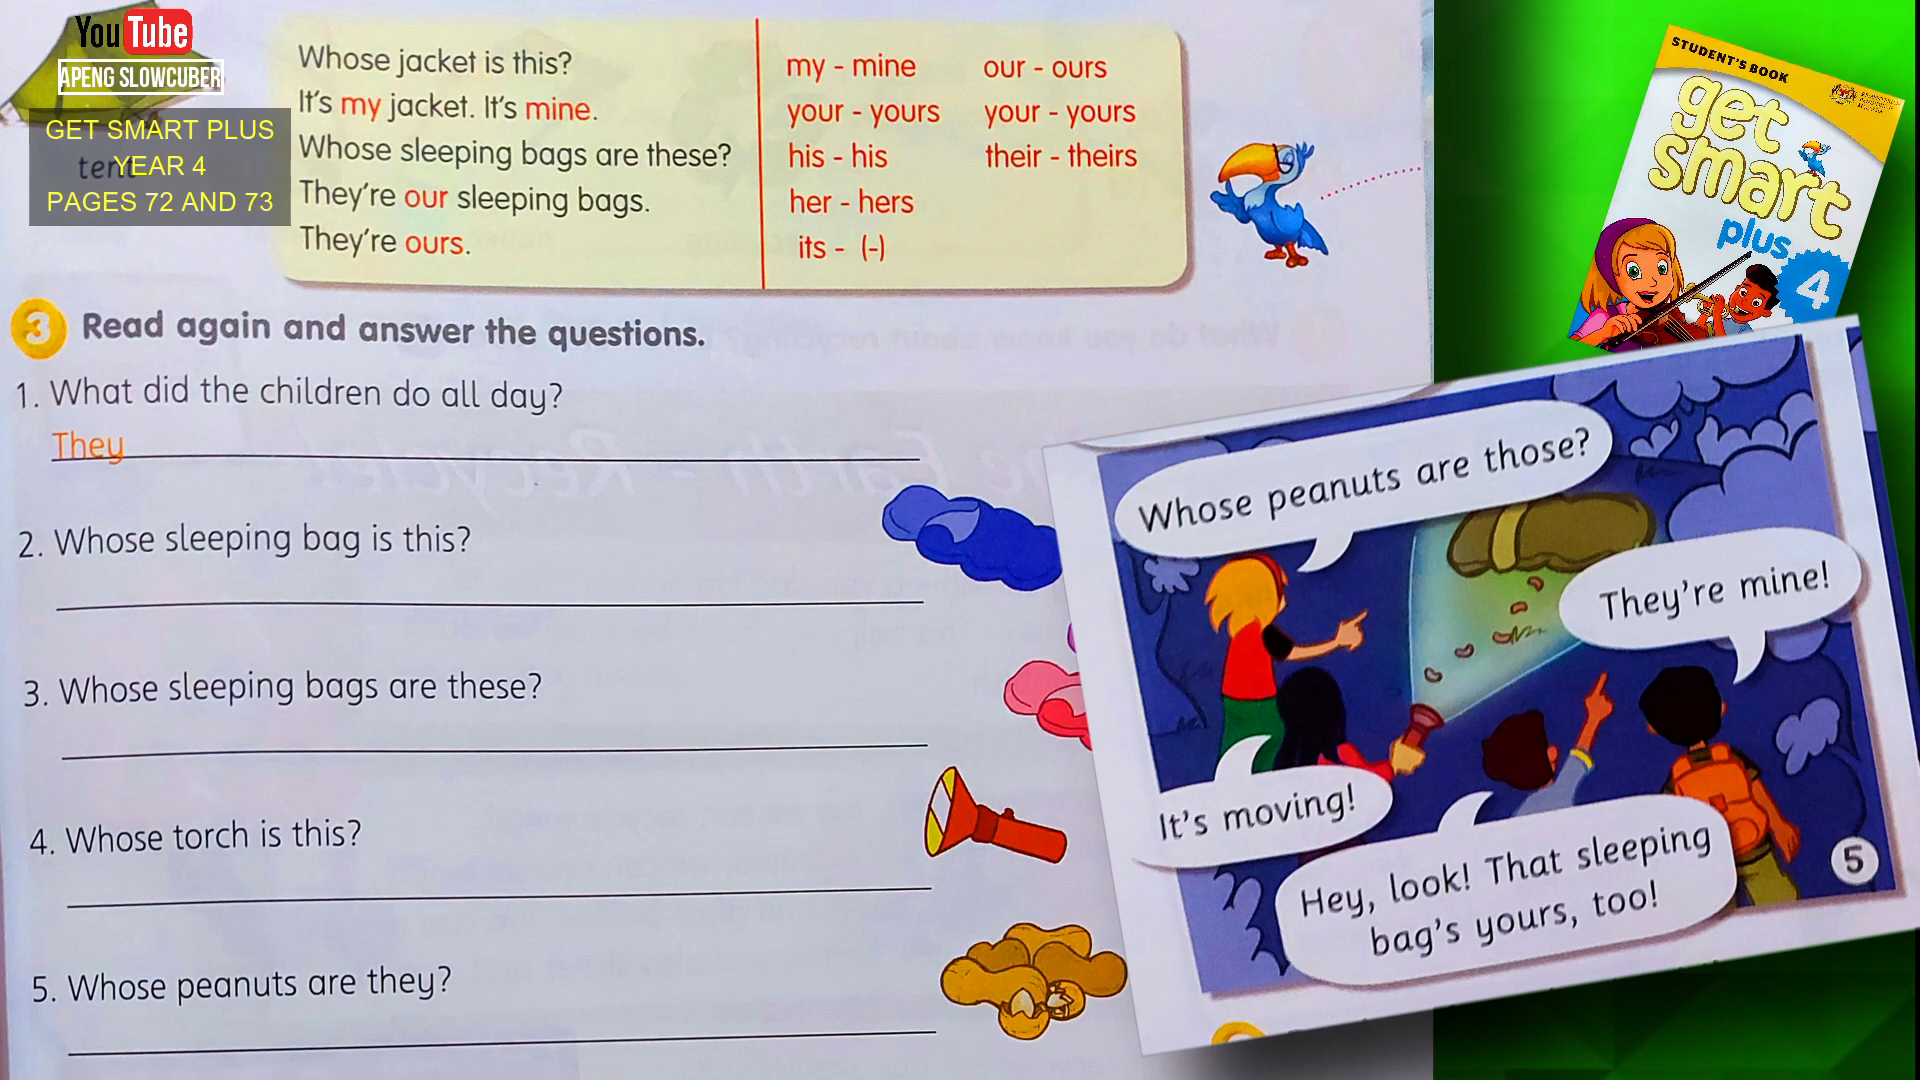 YouTube
APENG SLOWCUBER
GET SMART PLUS
YEAR 4
PAGES 72 AND 73
tent
Whose jacket is this?
It's my jacket. It's mine.
Whose sleeping bags are these?
They're our sleeping bags.
They're ours.
my - mine
your - yours
his - his
her - hers
its - (-)
our - ours
your - yours
their - theirs
STUDENT'S BOOK
get
smart
plus
4
3 Read again and answer the questions.
1. What did the children do all day?
They
2. Whose sleeping bag is this?
3. Whose sleeping bags are these?
4. Whose torch is this?
5. Whose peanuts are they?
Whose peanuts are those?
They're mine!
It's moving!
Hey, look! That sleeping
bag's yours, too!
5